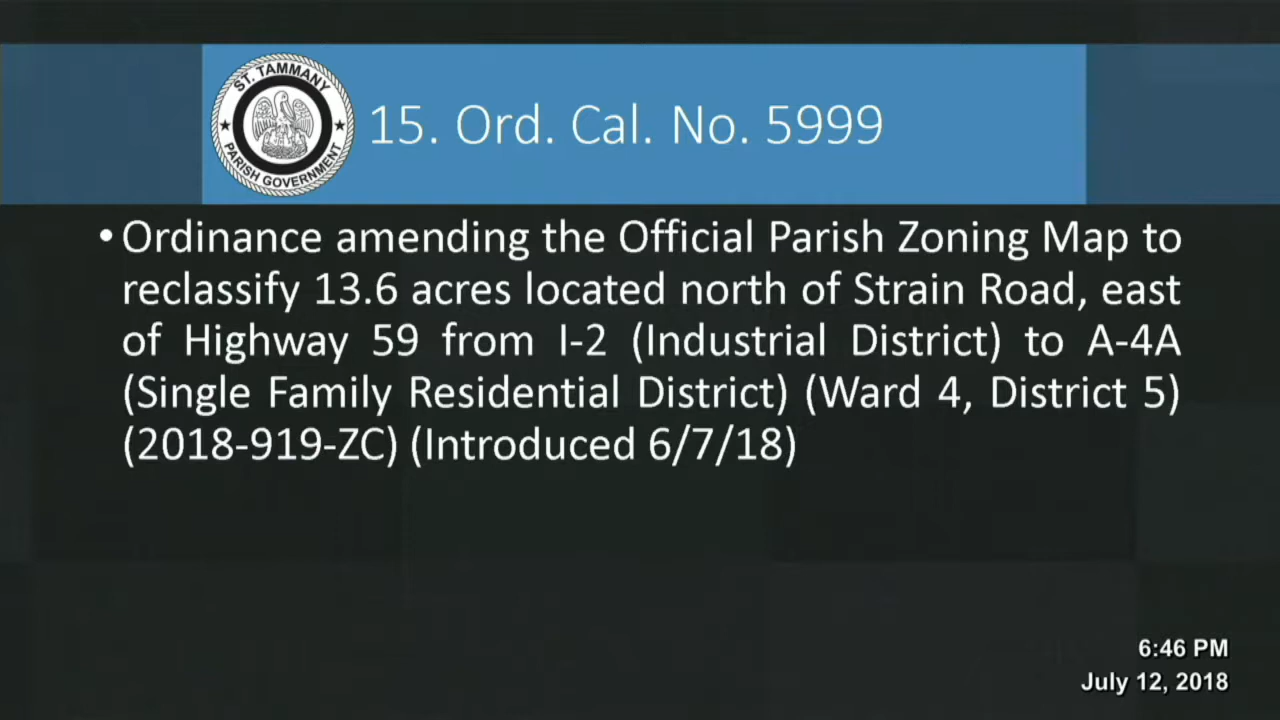 ST. TAMMANY
PARISH GOVERNMENT
15. Ord. Cal. No. 5999
• Ordinance amending the Official Parish Zoning Map to
reclassify 13.6 acres located north of Strain Road, east
of Highway 59 from I-2 (Industrial District) to A-4A
(Single Family Residential District) (Ward 4, District 5)
(2018-919-ZC) (Introduced 6/7/18)
6:46 PM
July 12, 2018